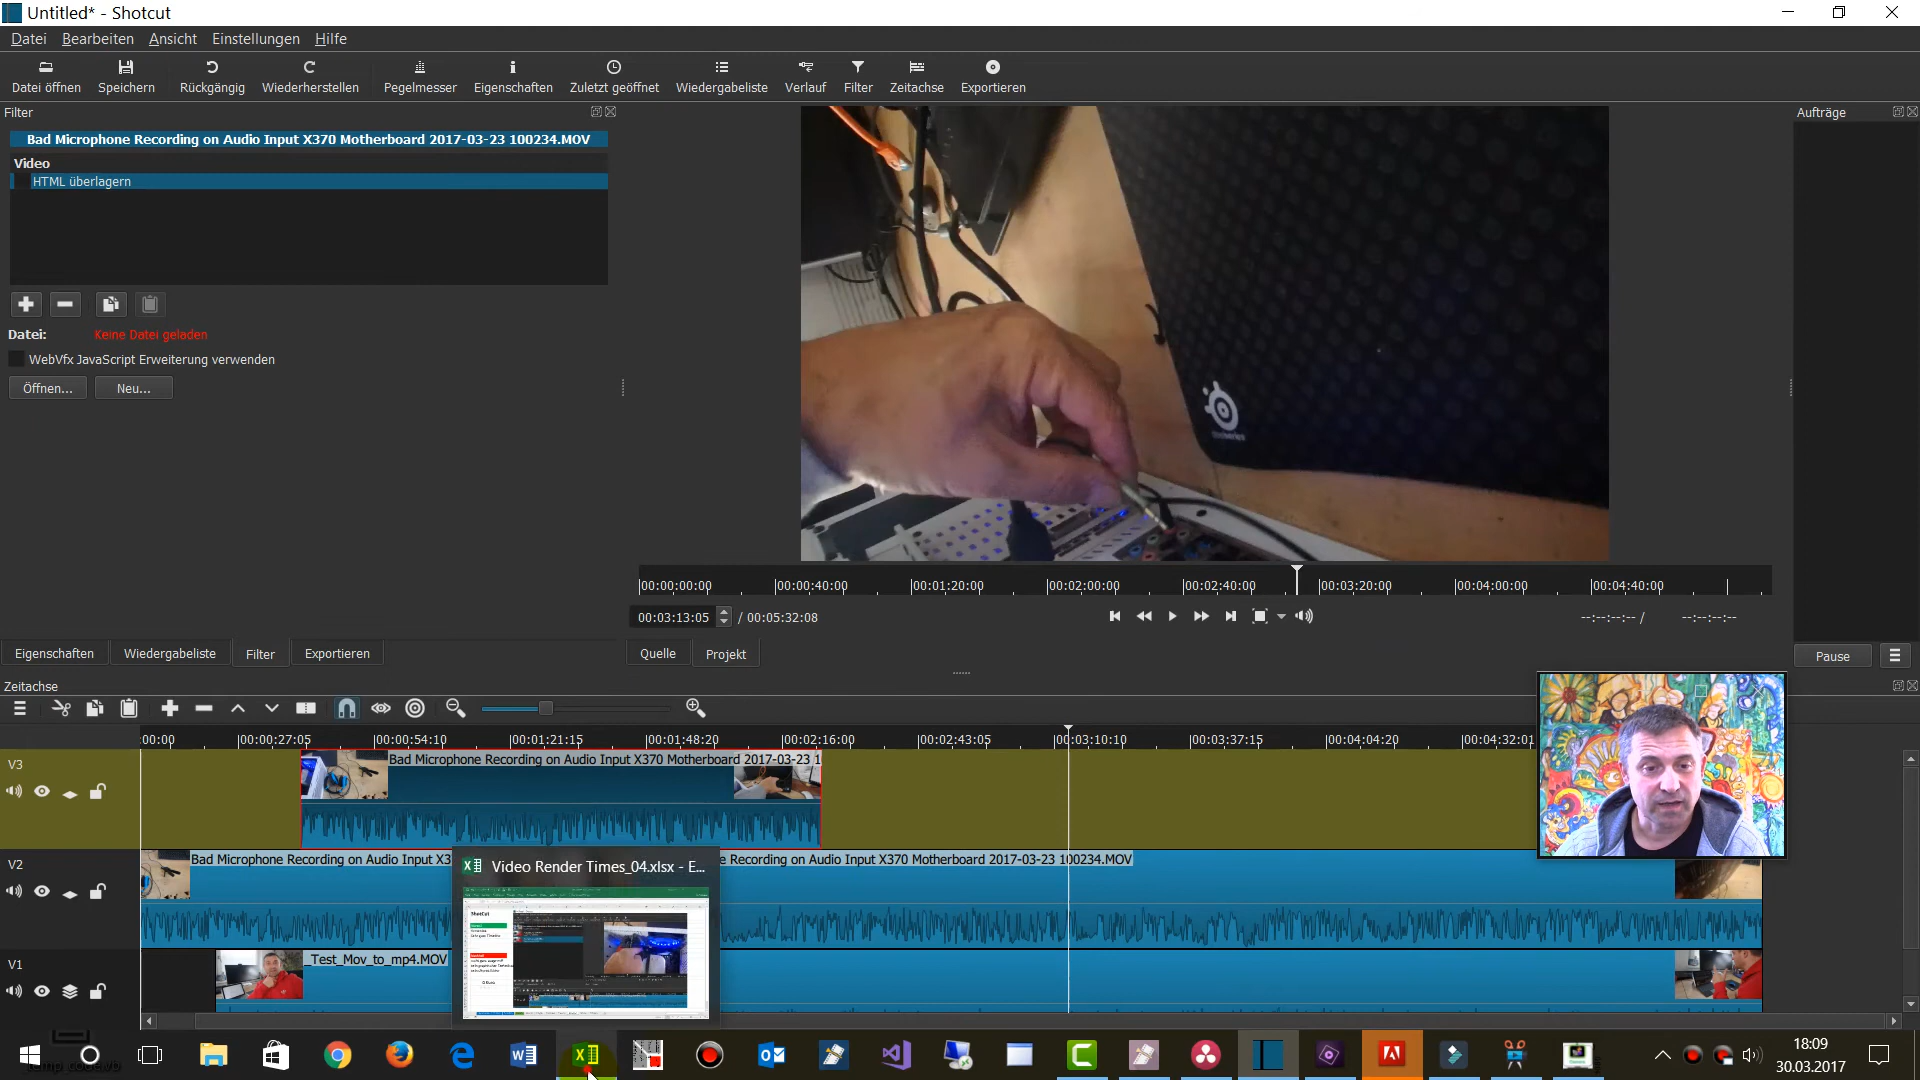 Untitled* - Shotcut
Datei Bearbeiten Ansicht Einstellungen Hilfe
Datei öffnen Speichern Rückgängig Wiederherstellen Pegelmesser Eigenschaften Zuletzt geöffnet Wiedergabeliste Verlauf Filter Zeitachse Exportieren
Filter
Aufträge
Bad Microphone Recording on Audio Input X370 Motherboard 2017-03-23 100234.MOV
Video
HTML überlagern
Datei: Keine Datei geladen
WebVfx JavaScript Erweiterung verwenden
Öffnen... Neu...
00:00:00:00 00:00:40:00 00:01:20:00 00:02:00:00 00:02:40:00 00:03:20:00 00:04:00:00 00:04:40:00
00:03:13:05 / 00:05:32:08 --:--:--:-- / --:--:--:--
Eigenschaften Wiedergabeliste Filter Exportieren Quelle Projekt Pause
Zeitachse
:00:00 00:00:27:05 00:00:54:10 00:01:21:15 00:01:48:20 00:02:16:00 00:02:43:05 00:03:10:10 00:03:37:15 00:04:04:20 00:04:32:01
V3
Bad Microphone Recording on Audio Input X370 Motherboard 2017-03-23 1
V2
Bad Microphone Recording on Audio Input X3
e Recording on Audio Input X370 Motherboard 2017-03-23 100234.MOV
Video Render Times_04.xlsx - E...
ShotCut
V1
_Test_Mov_to_mp4.MOV
temp_code.vb
18:09
30.03.2017